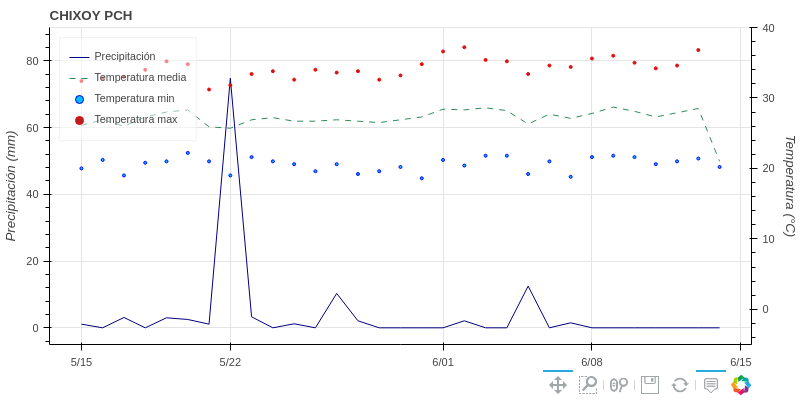 CHIXOY PCH
Precipitación
Temperatura media
Temperatura min
Temperatura max
Precipitación (mm)
80
60
40
20
0
Temperatura (°C)
40
30
20
10
0
5/15 5/22 6/01 6/08 6/15